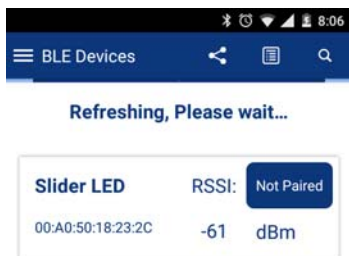 8:06
BLE Devices
Refreshing, Please wait...
Slider LED RSSI: Not Paired
00:A0:50:18:23:2C -61 dBm